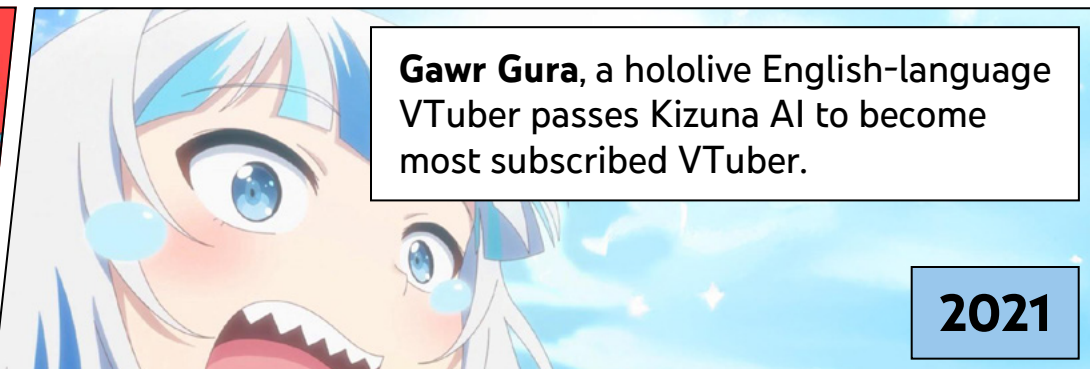 Gawr Gura, a hololive English-language
VTuber passes Kizuna AI to become
most subscribed VTuber.
2021